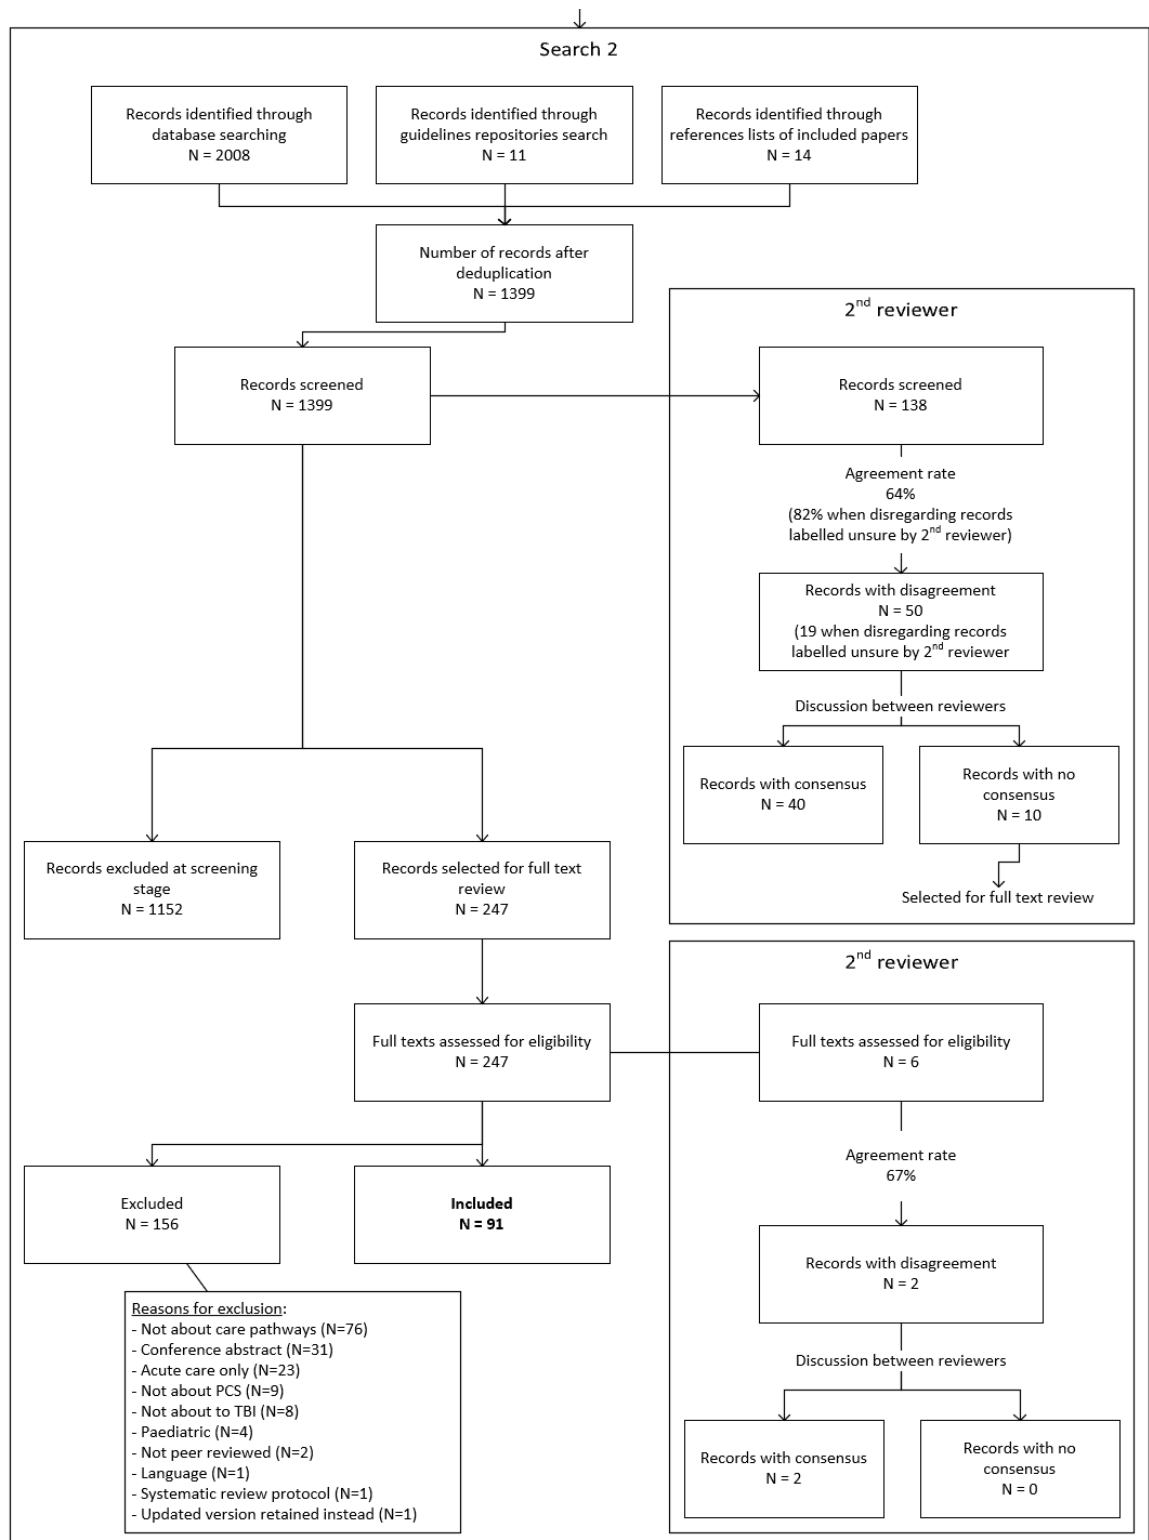 Search 2
Records identified through
database searching
N = 2008
Records identified through
guidelines repositories search
N = 11
Records identified through
references lists of included papers
N = 14
Number of records after
deduplication
N = 1399
Records screened
N = 1399
2nd reviewer
Records screened
N = 138
Agreement rate
64%
(82% when disregarding records
labelled unsure by 2nd reviewer)
Records with disagreement
N = 50
(19 when disregarding records
labelled unsure by 2nd reviewer
Discussion between reviewers
Records with consensus
N = 40
Records with no
consensus
N = 10
Selected for full text review
Records excluded at screening
stage
N = 1152
Records selected for full text
review
N = 247
Full texts assessed for eligibility
N = 247
2nd reviewer
Full texts assessed for eligibility
N = 6
Agreement rate
67%
Records with disagreement
N = 2
Discussion between reviewers
Records with consensus
N = 2
Records with no
consensus
N = 0
Excluded
N = 156
Included
N = 91
Reasons for exclusion:
- Not about care pathways (N=76)
- Conference abstract (N=31)
- Acute care only (N=23)
- Not about PCS (N=9)
- Not about to TBI (N=8)
- Paediatric (N=4)
- Not peer reviewed (N=2)
- Language (N=1)
- Systematic review protocol (N=1)
- Updated version retained instead (N=1)